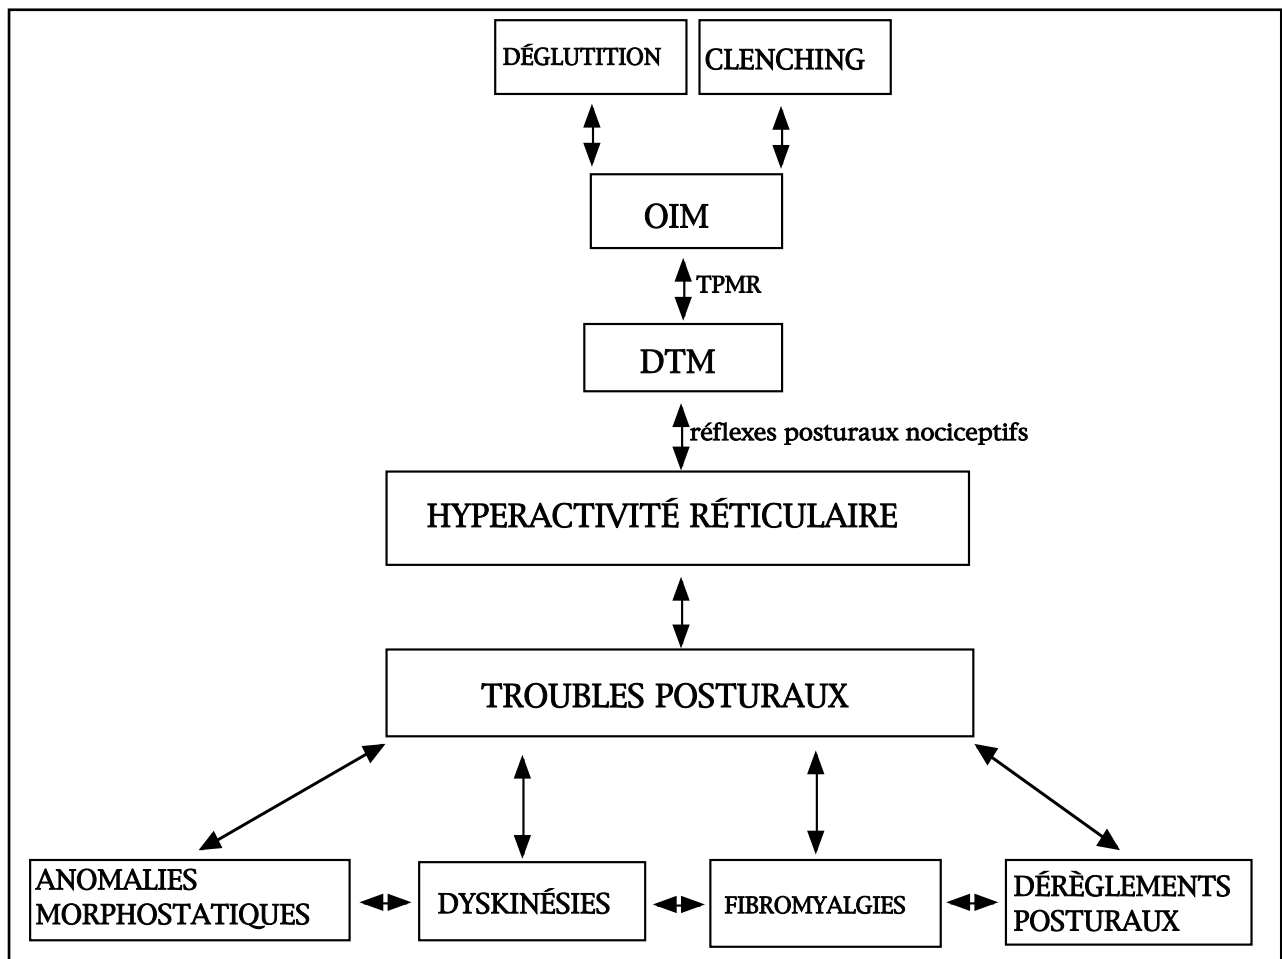 DÉGLUTITION
CLENCHING
OIM
TPMR
DTM
réflexes posturaux nociceptifs
HYPERACTIVITÉ RÉTICULAIRE
TROUBLES POSTURAUX
ANOMALIES
MORPHOSTATIQUES
DYSKINÉSIES
FIBROMYALGIES
DÉRÈGLEMENTS
POSTURAUX